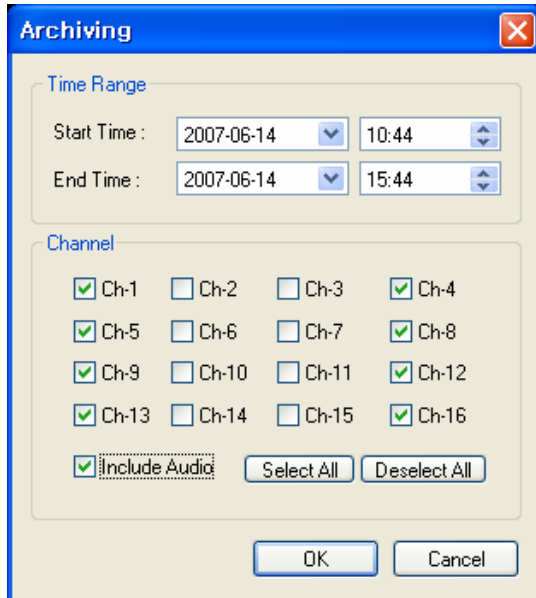 Archiving
Time Range
Start Time : 2007-06-14 10:44
End Time : 2007-06-14 15:44
Channel
Ch-1 Ch-2 Ch-3 Ch-4
Ch-5 Ch-6 Ch-7 Ch-8
Ch-9 Ch-10 Ch-11 Ch-12
Ch-13 Ch-14 Ch-15 Ch-16
Include Audio Select All Deselect All
OK Cancel